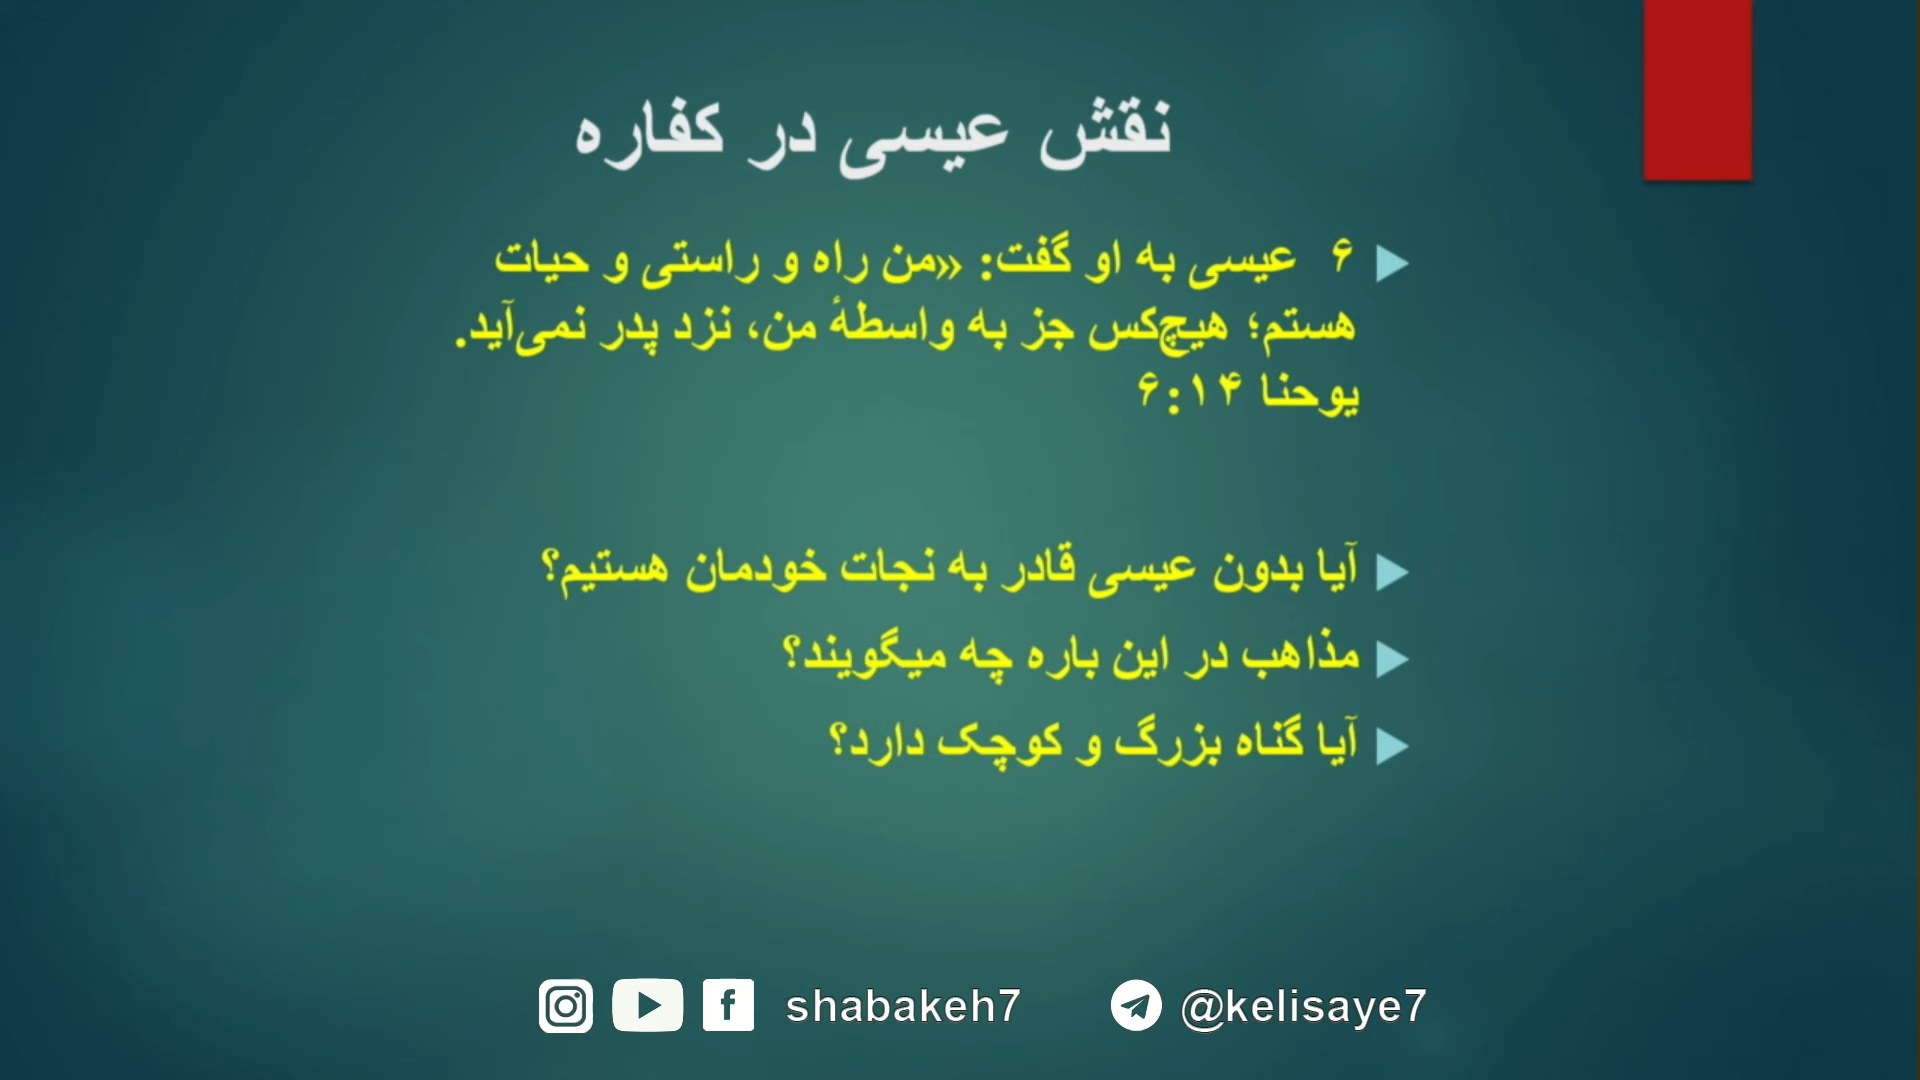 نقش عیسی در کفاره
۶ عیسی به او گفت: «من راه و راستی و حیات
هستم؛ هیچ‌کس جز به واسطهٔ من، نزد پدر نمی‌آید.
یوحنا ۶:۱۴
آیا بدون عیسی قادر به نجات خودمان هستیم؟
مذاهب در این باره چه میگویند؟
آیا گناه بزرگ و کوچک دارد؟
shabakeh7 @kelisaye7